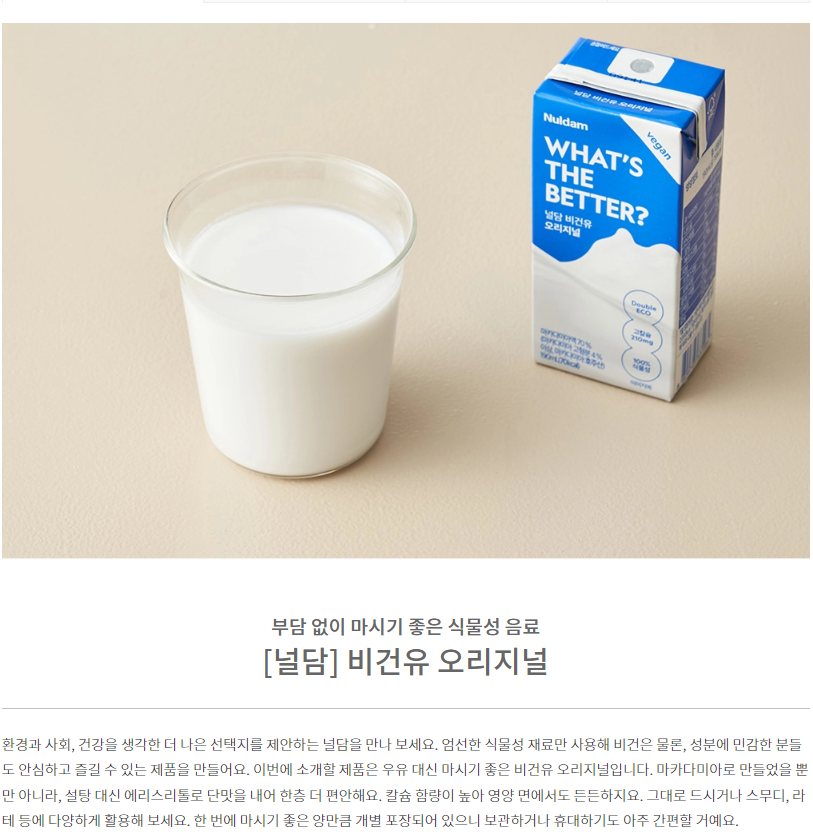 Nuldam
vegan
WHAT'S
THE
BETTER?
널담 비건유
오리지널
Double
ECO
고칼슘
210mg
100%
식물성
190mL(70kcal)
부담 없이 마시기 좋은 식물성 음료
[널담] 비건유 오리지널
환경과 사회, 건강을 생각한 더 나은 선택지를 제안하는 널담을 만나 보세요. 엄선한 식물성 재료만 사용해 비건은 물론, 성분에 민감한 분들
도 안심하고 즐길 수 있는 제품을 만들어요. 이번에 소개할 제품은 우유 대신 마시기 좋은 비건유 오리지널입니다. 마카다미아로 만들었을 뿐
만 아니라, 설탕 대신 에리스리톨로 단맛을 내어 한층 더 편안해요. 칼슘 함량이 높아 영양 면에서도 든든하지요. 그대로 드시거나 스무디, 라
테 등에 다양하게 활용해 보세요. 한 번에 마시기 좋은 양만큼 개별 포장되어 있으니 보관하거나 휴대하기도 아주 간편할 거예요.